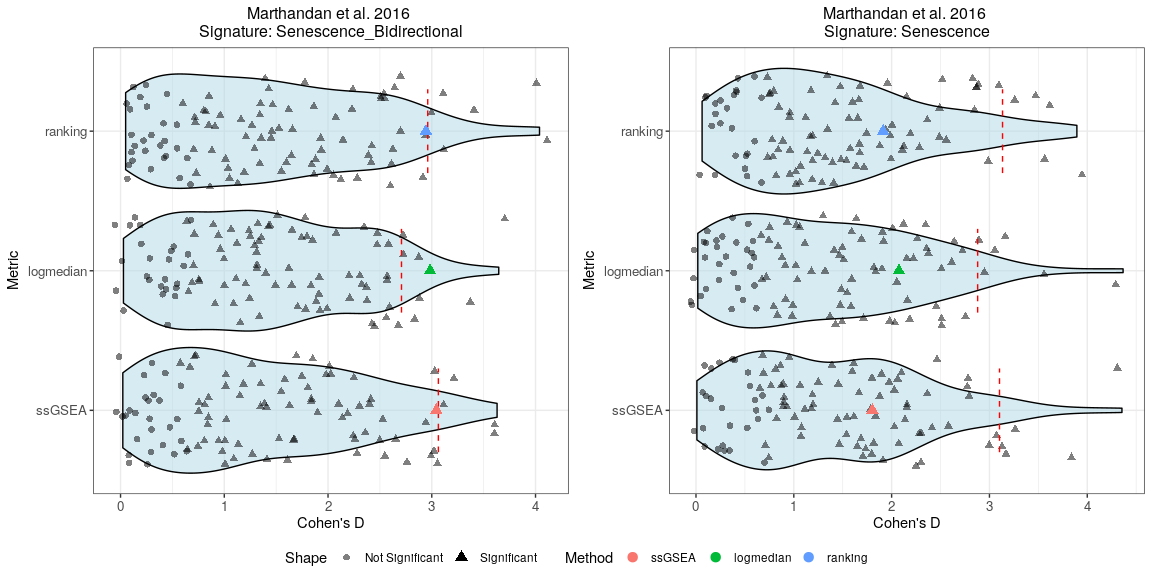 Marthandan et al. 2016
Signature: Senescence_Bidirectional
Metric
ranking
logmedian
ssGSEA
0 1 2 3 4
Cohen's D
Marthandan et al. 2016
Signature: Senescence
Metric
ranking
logmedian
ssGSEA
0 1 2 3 4
Cohen's D
Shape Not Significant Significant Method ssGSEA logmedian ranking